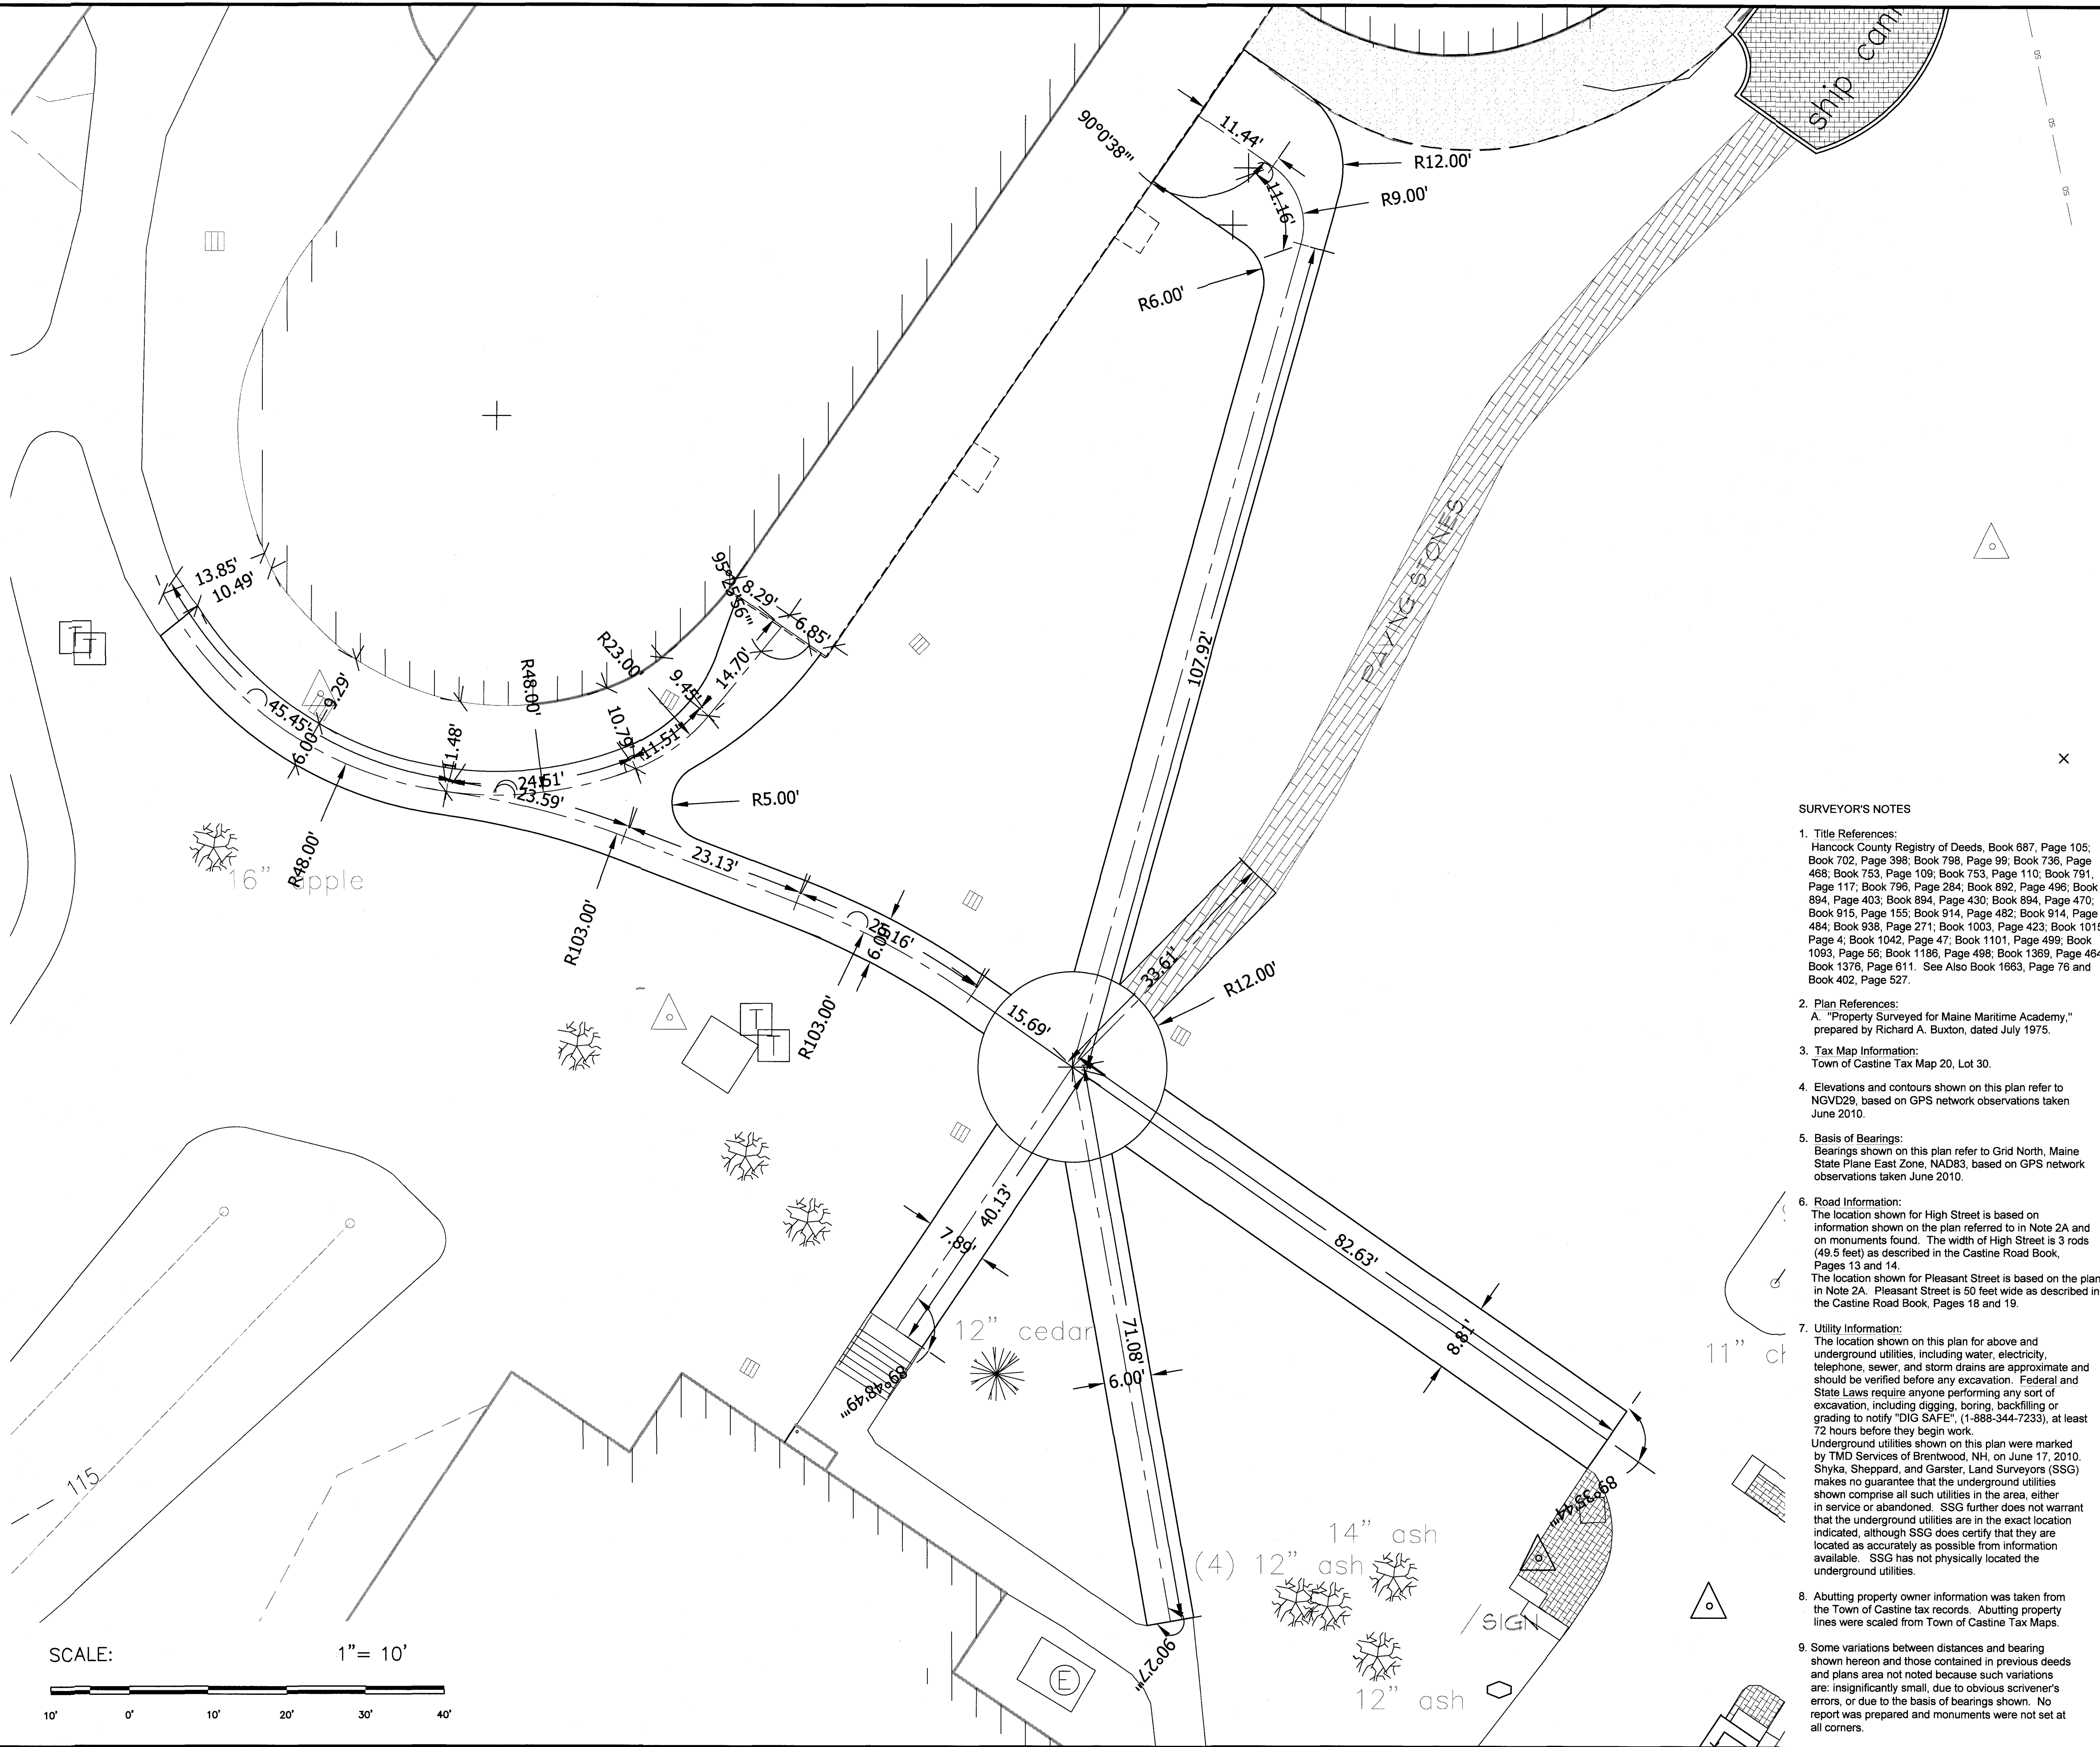 ship
50
50
50
90°0'38"
11.44'
R12.00'
R9.00'
11.16'
R6.00'
107.92'
PAVING STONES
13.85'
10.49'
95°25'56"
8.29'
6.85'
R23.00'
14.70'
9.45'
R48.00'
10.79'
11.51'
9.29'
45.45'
6.00'
11.48'
24.51'
23.59'
R5.00'
R48.00'
16" apple
23.13'
R103.00'
25.16'
6.09'
R103.00'
15.69'
33.61'
R12.00'
T
T
T
T
40.13'
7.89'
82.63'
8.81'
12" cedar
71.08'
6.00'
89°48'49"
89°35'44"
90°2'7"
115
14" ash
(4) 12" ash
12" ash
SIGN
E
11"
SCALE: 1"= 10'
10' 0' 10' 20' 30' 40'
SURVEYOR'S NOTES
1. Title References:
Hancock County Registry of Deeds, Book 687, Page 105;
Book 702, Page 398; Book 798, Page 99; Book 736, Page
468; Book 753, Page 109; Book 753, Page 110; Book 791,
Page 117; Book 796, Page 284; Book 892, Page 496; Book
894, Page 403; Book 894, Page 430; Book 894, Page 470;
Book 915, Page 155; Book 914, Page 482; Book 914, Page
484; Book 938, Page 271; Book 1003, Page 423; Book 1015
Page 4; Book 1042, Page 47; Book 1101, Page 499; Book
1093, Page 56; Book 1186, Page 498; Book 1369, Page 464
Book 1376, Page 611. See Also Book 1663, Page 76 and
Book 402, Page 527.
2. Plan References:
A. "Property Surveyed for Maine Maritime Academy,"
prepared by Richard A. Buxton, dated July 1975.
3. Tax Map Information:
Town of Castine Tax Map 20, Lot 30.
4. Elevations and contours shown on this plan refer to
NGVD29, based on GPS network observations taken
June 2010.
5. Basis of Bearings:
Bearings shown on this plan refer to Grid North, Maine
State Plane East Zone, NAD83, based on GPS network
observations taken June 2010.
6. Road Information:
The location shown for High Street is based on
information shown on the plan referred to in Note 2A and
on monuments found. The width of High Street is 3 rods
(49.5 feet) as described in the Castine Road Book,
Pages 13 and 14.
The location shown for Pleasant Street is based on the plan
in Note 2A. Pleasant Street is 50 feet wide as described in
the Castine Road Book, Pages 18 and 19.
7. Utility Information:
The location shown on this plan for above and
underground utilities, including water, electricity,
telephone, sewer, and storm drains are approximate and
should be verified before any excavation. Federal and
State Laws require anyone performing any sort of
excavation, including digging, boring, backfilling or
grading to notify "DIG SAFE", (1-888-344-7233), at least
72 hours before they begin work.
Underground utilities shown on this plan were marked
by TMD Services of Brentwood, NH, on June 17, 2010.
Shyka, Sheppard, and Garster, Land Surveyors (SSG)
makes no guarantee that the underground utilities
shown comprise all such utilities in the area, either
in service or abandoned. SSG further does not warrant
that the underground utilities are in the exact location
indicated, although SSG does certify that they are
located as accurately as possible from information
available. SSG has not physically located the
underground utilities.
8. Abutting property owner information was taken from
the Town of Castine tax records. Abutting property
lines were scaled from Town of Castine Tax Maps.
9. Some variations between distances and bearing
shown hereon and those contained in previous deeds
and plans area not noted because such variations
are: insignificantly small, due to obvious scrivener's
errors, or due to the basis of bearings shown. No
report was prepared and monuments were not set at
all corners.